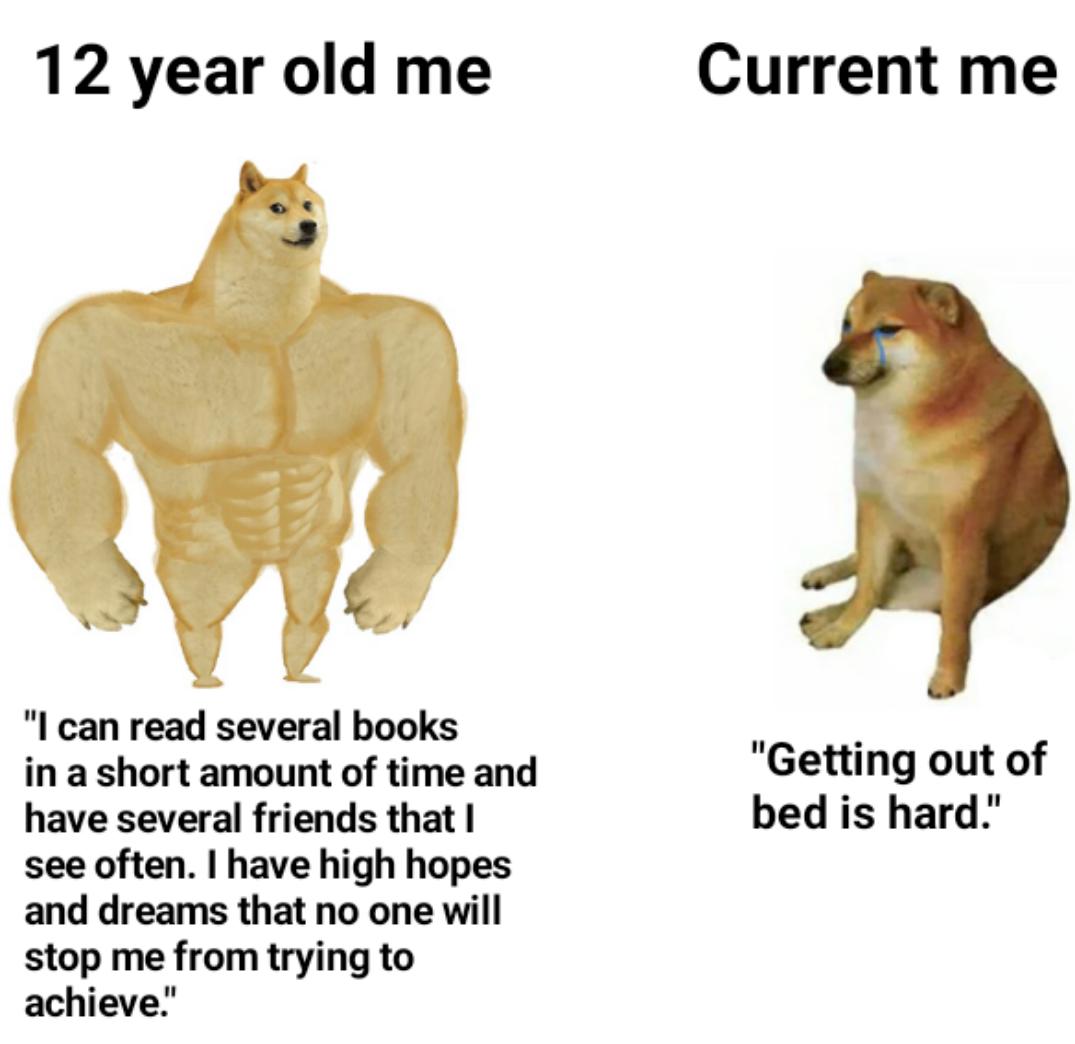 12 year old me
Current me
"I can read several books
in a short amount of time and
have several friends that I
see often. I have high hopes
and dreams that no one will
stop me from trying to
achieve."
"Getting out of
bed is hard."